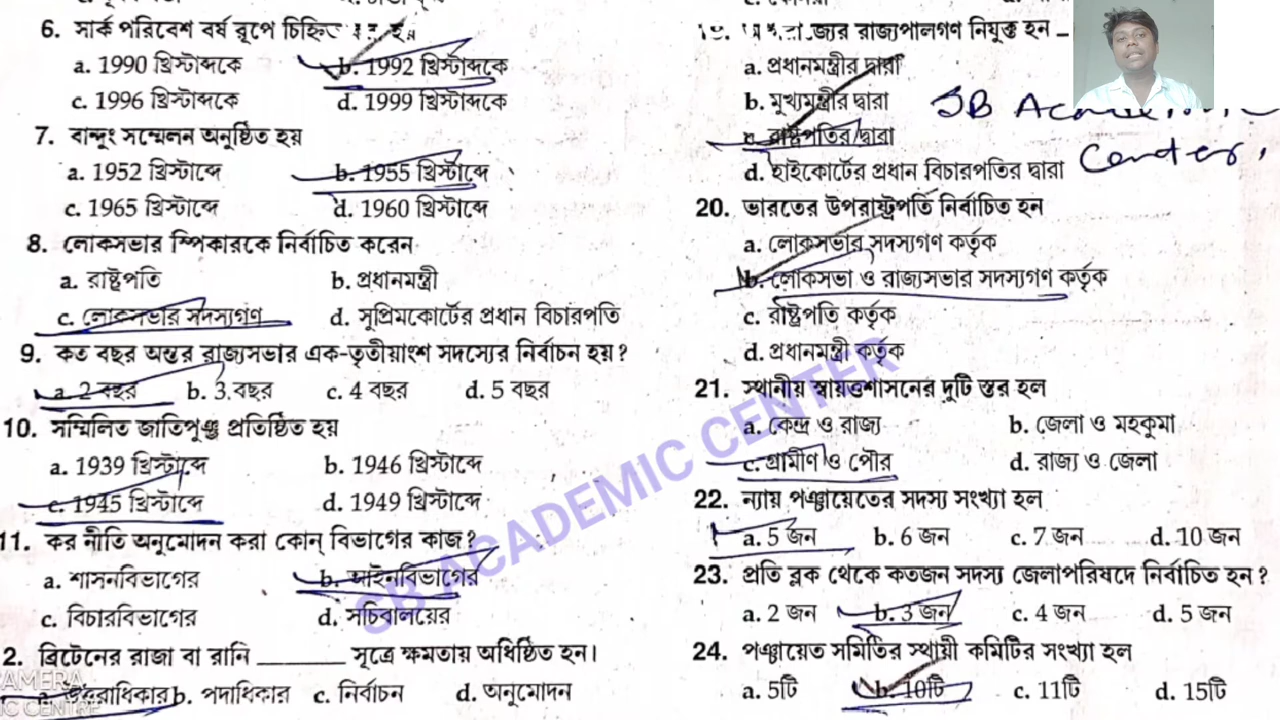 6. সার্ক পরিবেশ বর্ষ রূপে চিহ্নিত
a. 1990 খ্রিস্টাব্দকে b. 1992 খ্রিস্টাব্দকে
c. 1996 খ্রিস্টাব্দকে d. 1999 খ্রিস্টাব্দকে
7. বান্দুং সম্মেলন অনুষ্ঠিত হয়
a. 1952 খ্রিস্টাব্দে b. 1955 খ্রিস্টাব্দে
c. 1965 খ্রিস্টাব্দে d. 1960 খ্রিস্টাব্দে
8. লোকসভার স্পিকারকে নির্বাচিত করেন
a. রাষ্ট্রপতি b. প্রধানমন্ত্রী
c. লোকসভার সদস্যগণ d. সুপ্রিমকোর্টের প্রধান বিচারপতি
9. কত বছর অন্তর রাজ্যসভার এক-তৃতীয়াংশ সদস্যের নির্বাচন হয়?
a. 2 বছর b. 3 বছর c. 4 বছর d. 5 বছর
10. সম্মিলিত জাতিপুঞ্জ প্রতিষ্ঠিত হয়
a. 1939 খ্রিস্টাব্দে b. 1946 খ্রিস্টাব্দে
c. 1945 খ্রিস্টাব্দে d. 1949 খ্রিস্টাব্দে
11. কর নীতি অনুমোদন করা কোন্ বিভাগের কাজ?
a. শাসনবিভাগের b. আইনবিভাগের
c. বিচারবিভাগের d. সচিবালয়ের
2. ব্রিটেনের রাজা বা রানি ________ সূত্রে ক্ষমতায় অধিষ্ঠিত হন।
b. পদাধিকার c. নির্বাচন d. অনুমোদন
রাজ্যপালগণ নিযুক্ত হন –
a. প্রধানমন্ত্রীর দ্বারা
b. মুখ্যমন্ত্রীর দ্বারা
c. রাষ্ট্রপতির দ্বারা
d. হাইকোর্টের প্রধান বিচারপতির দ্বারা
SB
Center
20. ভারতের উপরাষ্ট্রপতি নির্বাচিত হন
a. লোকসভার সদস্যগণ কর্তৃক
b. লোকসভা ও রাজ্যসভার সদস্যগণ কর্তৃক
c. রাষ্ট্রপতি কর্তৃক
d. প্রধানমন্ত্রী কর্তৃক
21. স্থানীয় স্বায়ত্তশাসনের দুটি স্তর হল
a. কেন্দ্র ও রাজ্য b. জেলা ও মহকুমা
c. গ্রামীণ ও পৌর d. রাজ্য ও জেলা
22. ন্যায় পঞ্চায়েতের সদস্য সংখ্যা হল
a. 5 জন b. 6 জন c. 7 জন d. 10 জন
23. প্রতি ব্লক থেকে কতজন সদস্য জেলাপরিষদে নির্বাচিত হন?
a. 2 জন b. 3 জন c. 4 জন d. 5 জন
24. পঞ্চায়েত সমিতির স্থায়ী কমিটির সংখ্যা হল
a. 5টি b. 10টি c. 11টি d. 15টি
SB ACADEMIC CENTER